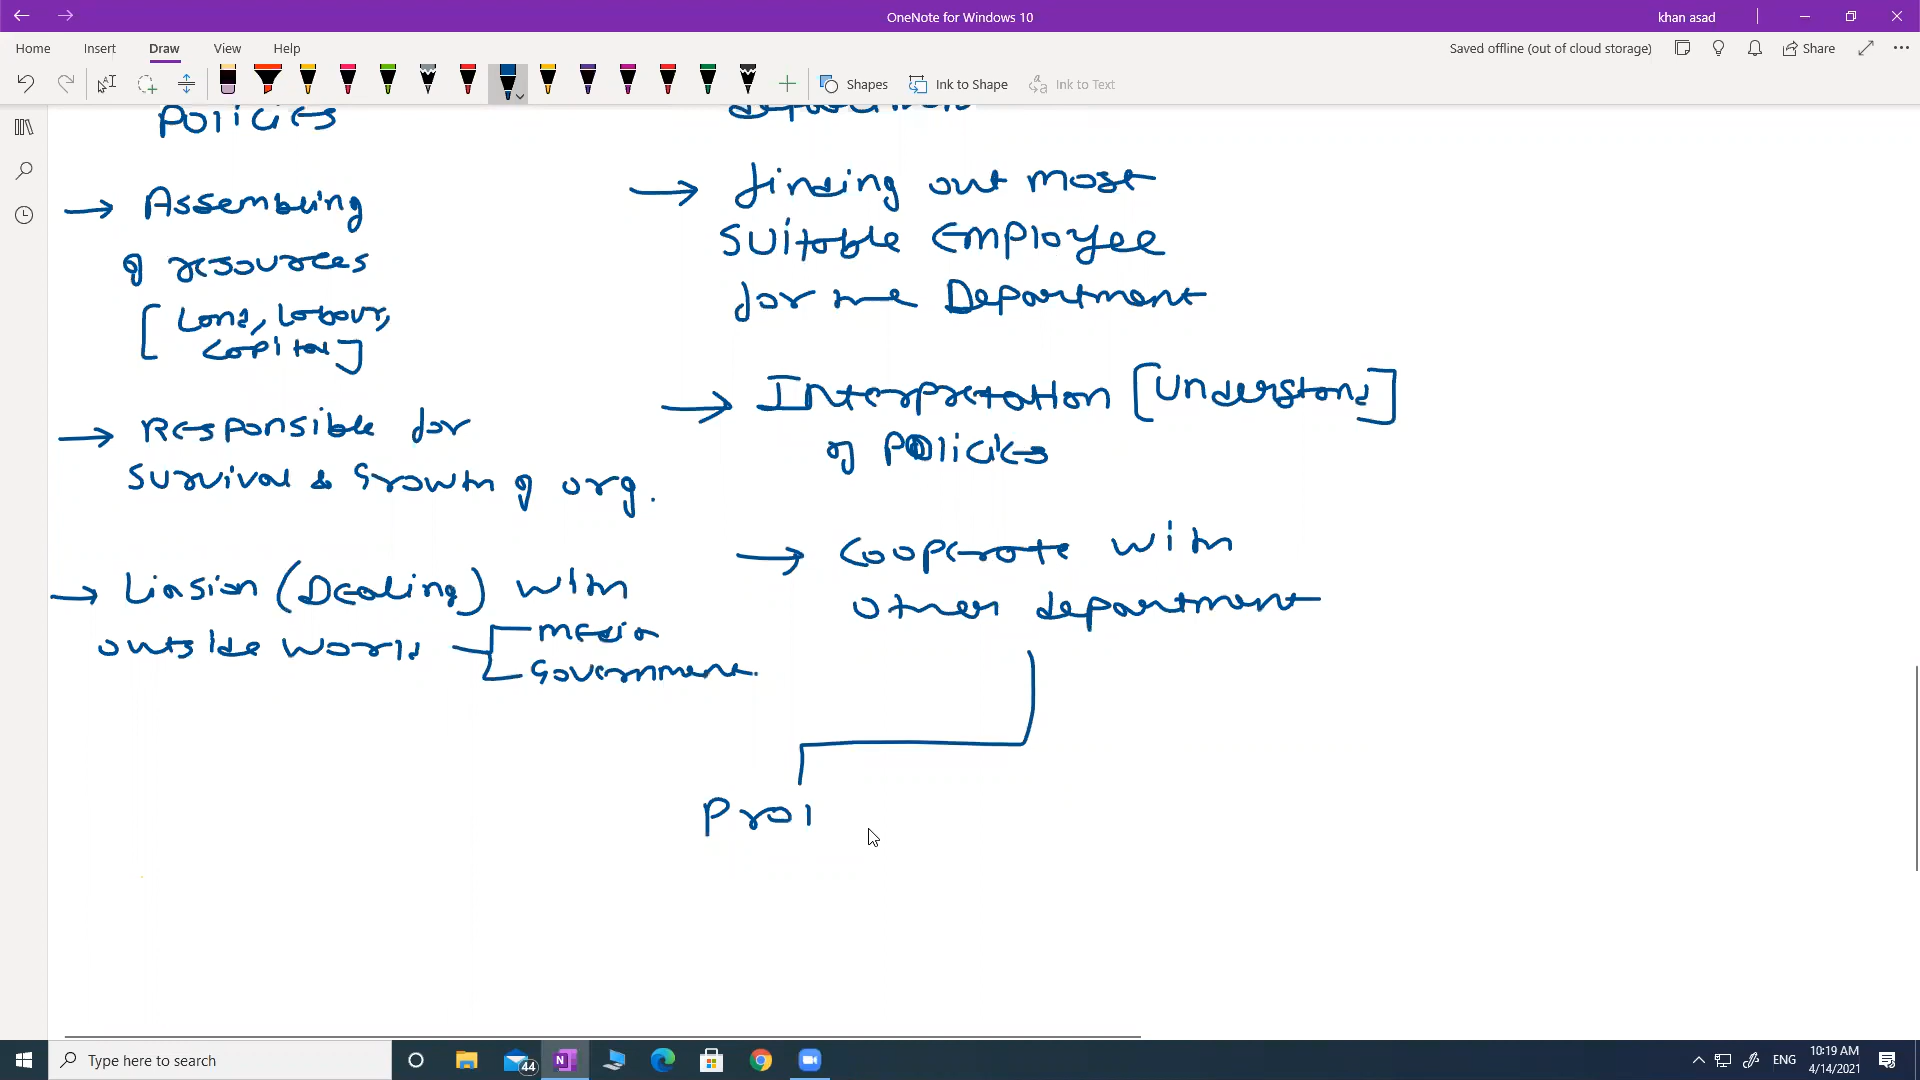 OneNote for Windows 10
khan asad
Home Insert Draw View Help
Saved offline (out of cloud storage)
Share
Shapes
Ink to Shape
Ink to Text
Policies
→ Assembling
of resources
[Land, Labour,
Capital]
→ Responsible for
Survival & Growth of org.
→ Liasion (Dealing) with
outside world
Media
Government.
→ finding out most
suitable Employee
for the Department
→ Interpretation [Understand]
of Policies
→ Cooperate with
other department
Type here to search
44
ENG
10:19 AM
4/14/2021